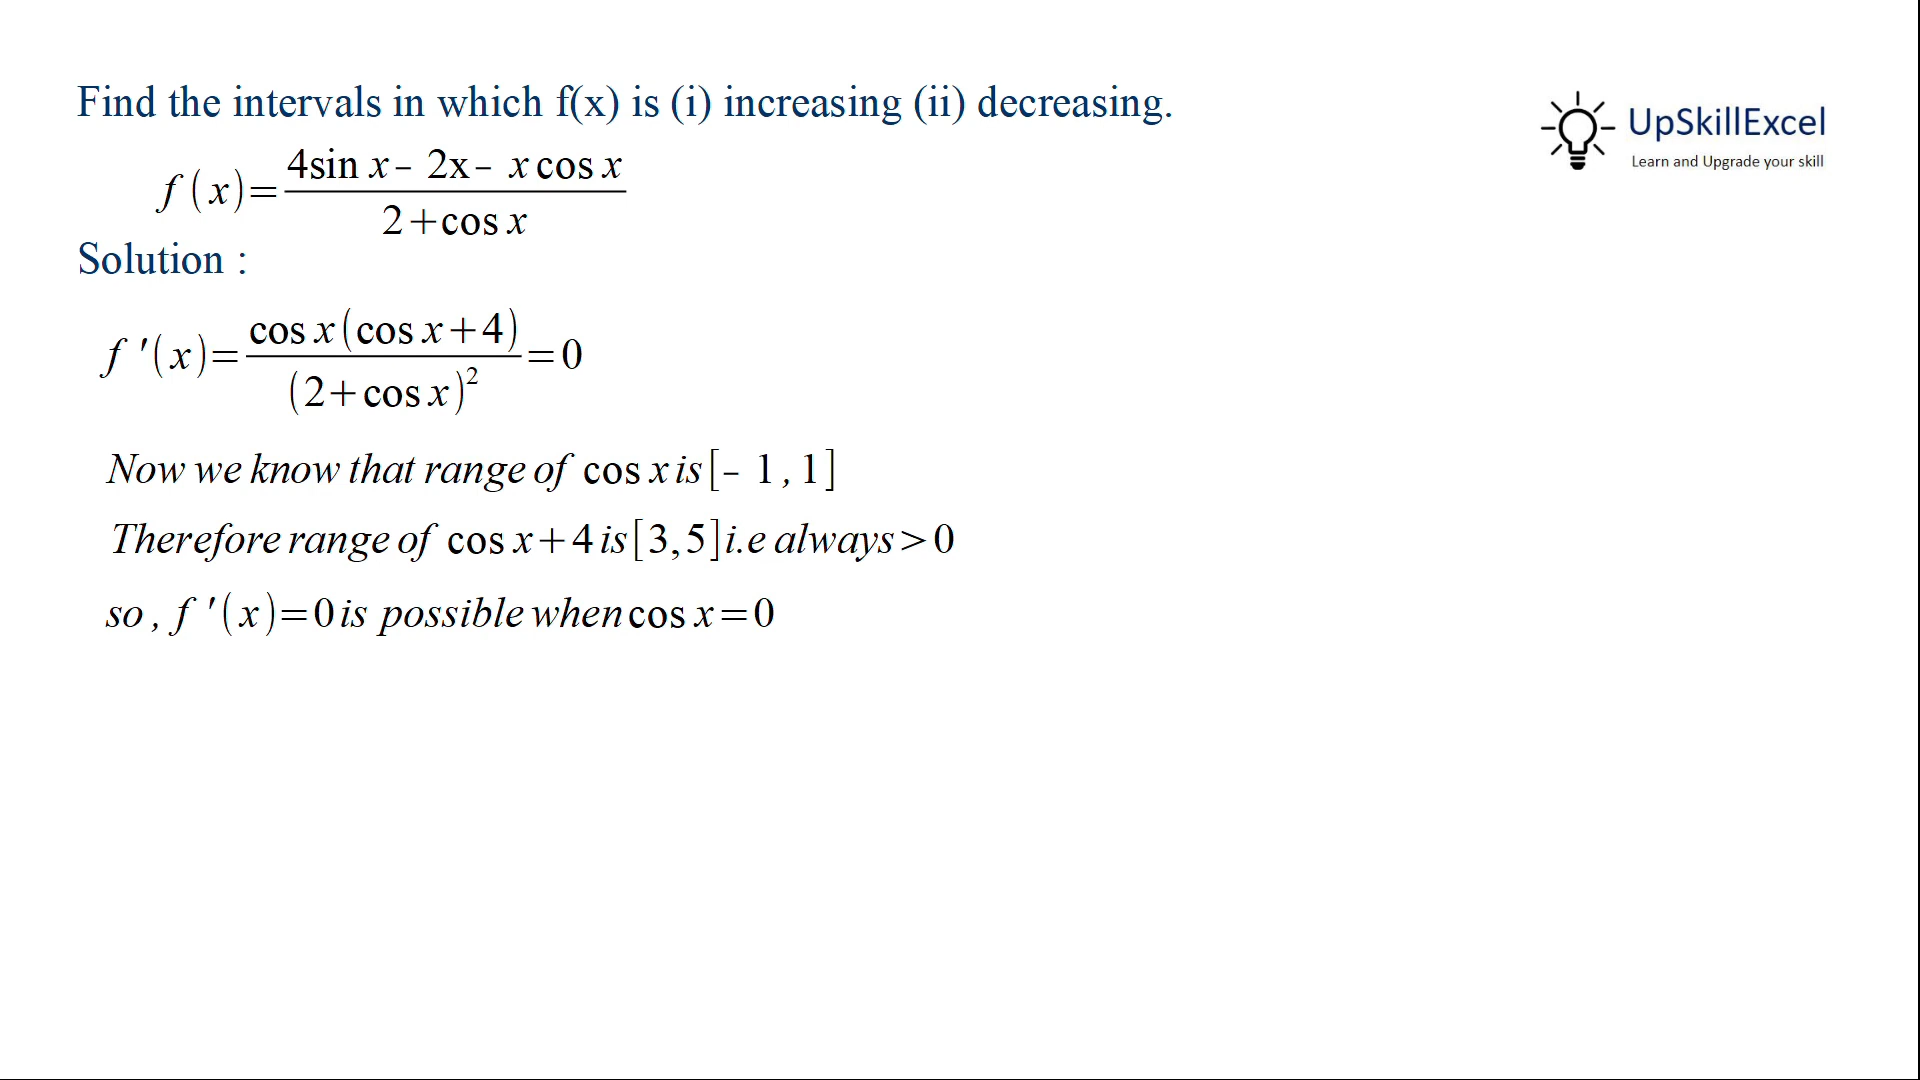 Find the intervals in which f(x) is (i) increasing (ii) decreasing.
UpSkillExcel
Learn and Upgrade your skill
f(x)=\frac{4sin x – 2x – x cos x}{2+cos x}
Solution :
f'(x)=\frac{cos x(cos x+4)}{(2+cos x)^2}=0
Now we know that range of cos x is [– 1 , 1]
Therefore range of cos x+4 is [3,5] i.e always>0
so , f'(x)=0 is possible when cos x=0